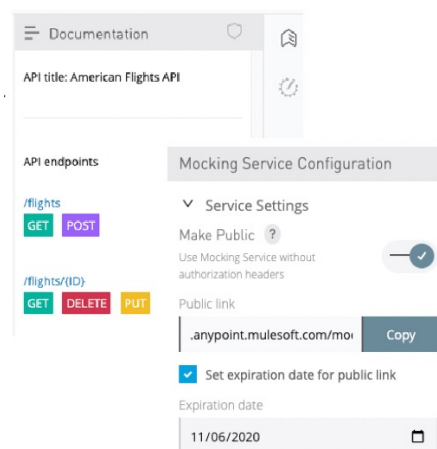 Documentation
API title: American Flights API
API endpoints
/flights
GET POST
/flights/{ID}
GET DELETE PUT
Mocking Service Configuration
Service Settings
Make Public ?
Use Mocking Service without
authorization headers
Public link
.anypoint.mulesoft.com/mo Copy
Set expiration date for public link
Expiration date
11/06/2020